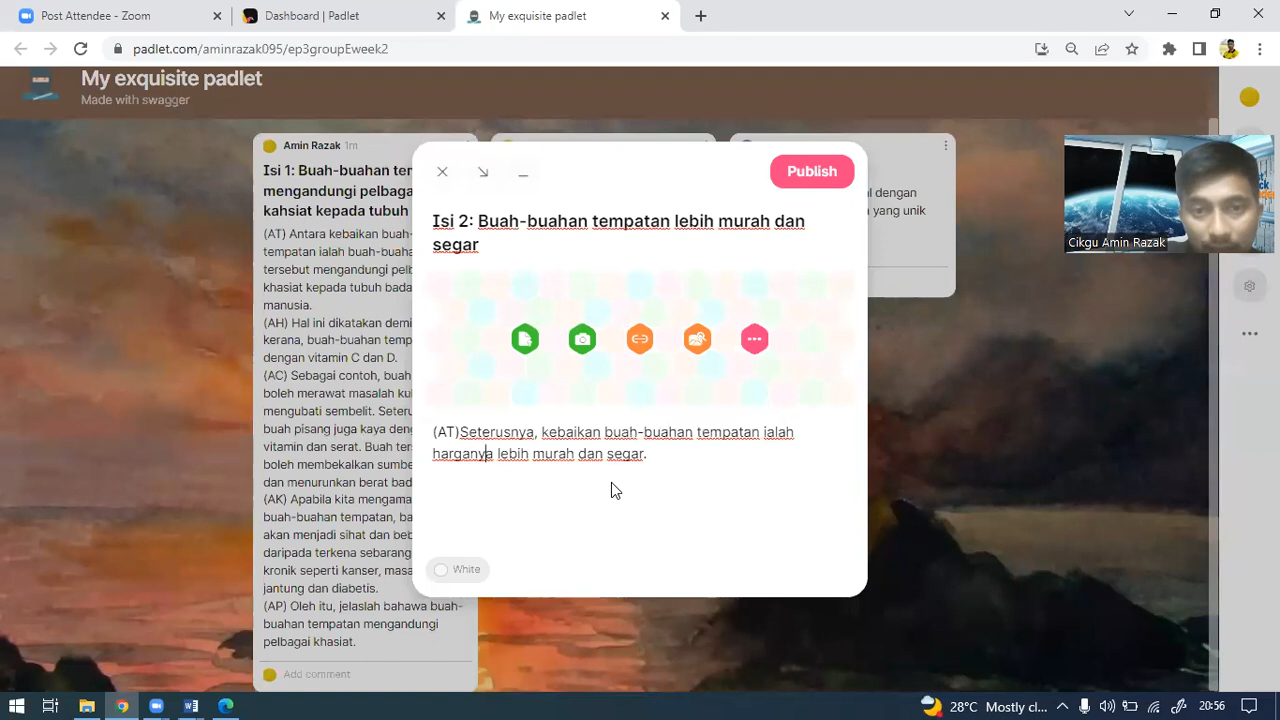 Post Attendee - Zoom
Dashboard | Padlet
My exquisite padlet
padlet.com/aminrazak095/ep3groupEweek2
My exquisite padlet
Made with swagger
Amin Razak 1m
Isi 1: Buah-buahan
mengandungi pelbaga
kahsiat kepada tubuh
(AT) Antara kebaikan buah-
tempatan ialah buah-buaha
tersebut mengandungi pelb
khasiat kepada tubuh bada
manusia.
(AH) Hal ini dikatakan demi
kerana, buah-buahan temp
dengan vitamin C dan D.
(AC) Sebagai contoh, buah
boleh merawat masalah kul
mengubati sembelit. Seteru
buah pisang juga kaya deng
vitamin dan serat. Buah ter
boleh membekalkan sumbe
dan menurunkan berat bad
(AK) Apabila kita mengama
buah-buahan tempatan, ba
akan menjadi sihat dan beb
daripada terkena sebarang
kronik seperti kanser, masa
jantung dan diabetis.
(AP) Oleh itu, jelaslah bahawa buah-
buahan tempatan mengandungi
pelbagai khasiat.
Add comment
Publish
Isi 2: Buah-buahan tempatan lebih murah dan
segar
(AT)Seterusnya, kebaikan buah-buahan tempatan ialah
harganya lebih murah dan segar.
White
al dengan
yang unik
Cikgu Amin Razak
28°C Mostly cl...
20:56